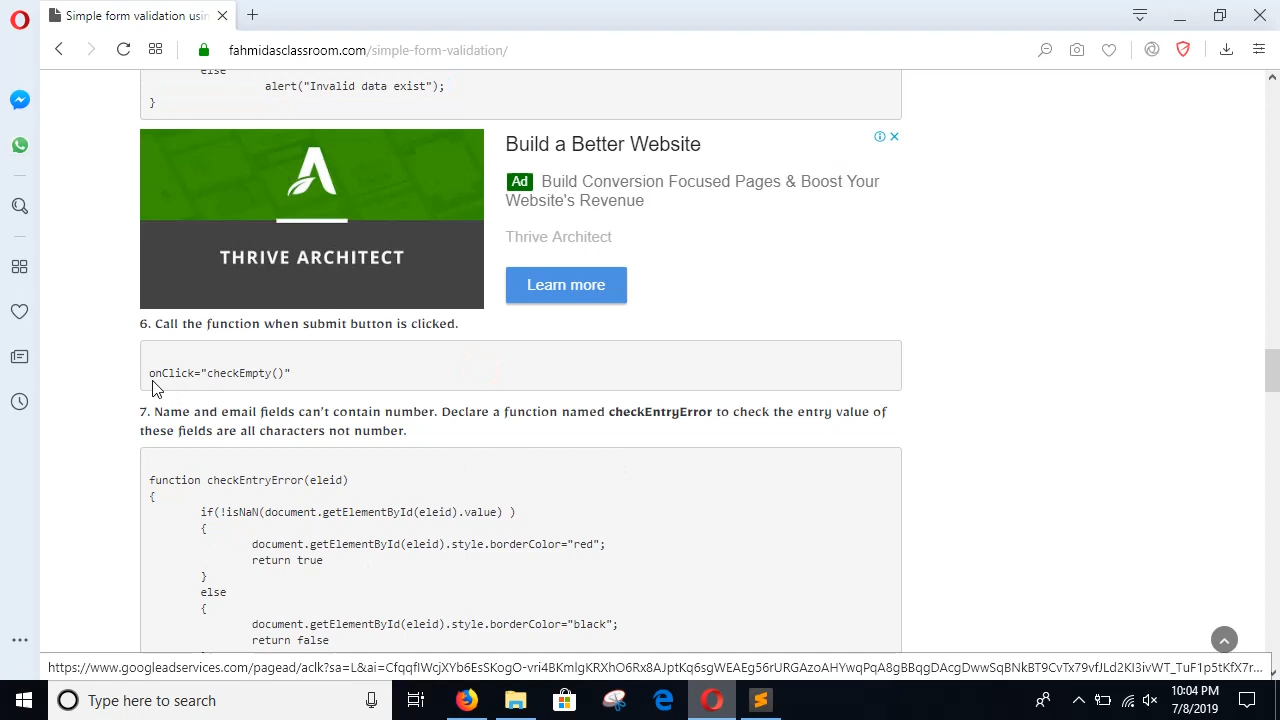 Simple form validation usin
fahmidasclassroom.com/simple-form-validation/
else
alert("Invalid data exist");
}
THRIVE ARCHITECT
Build a Better Website
Ad Build Conversion Focused Pages & Boost Your
Website's Revenue
Thrive Architect
Learn more
6. Call the function when submit button is clicked.
onClick="checkEmpty()"
7. Name and email fields can't contain number. Declare a function named checkEntryError to check the entry value of
these fields are all characters not number.
function checkEntryError(eleid)
{
if(!isNaN(document.getElementById(eleid).value) )
{
document.getElementById(eleid).style.borderColor="red";
return true
}
else
{
document.getElementById(eleid).style.borderColor="black";
return false
Type here to search
10:04 PM
7/8/2019